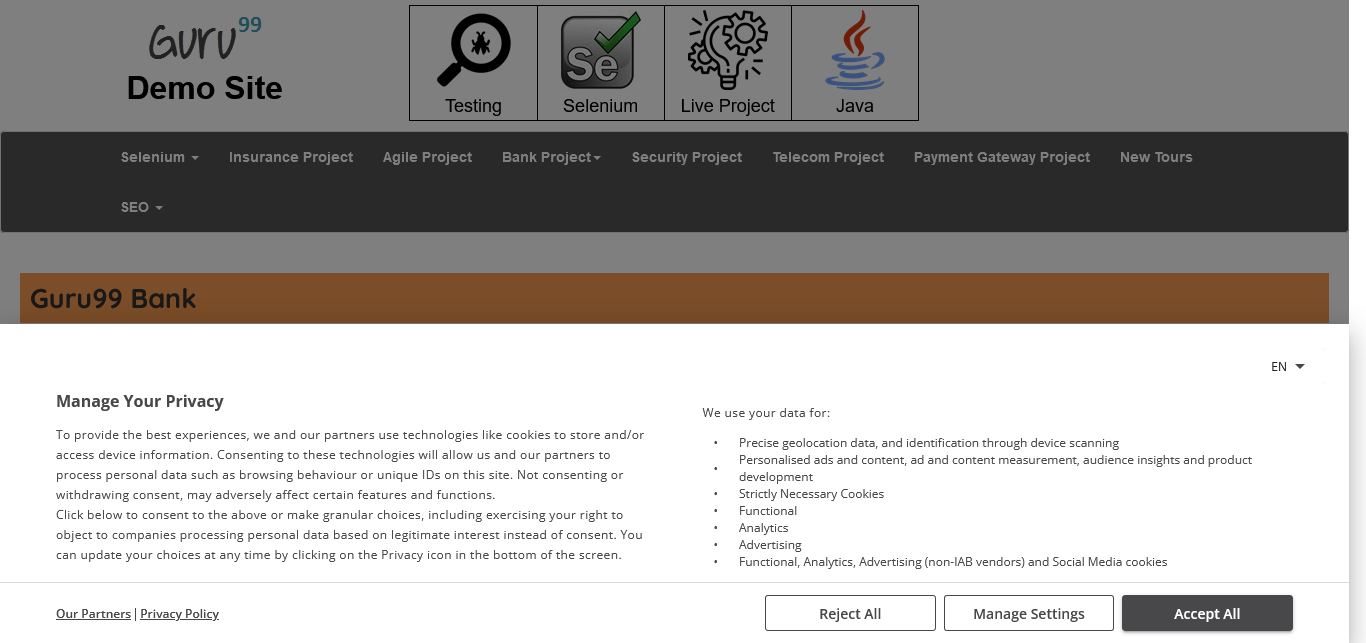 Guru99
Demo Site
Testing
Selenium
Live Project
Java
Selenium
Insurance Project
Agile Project
Bank Project
Security Project
Telecom Project
Payment Gateway Project
New Tours
SEO
Guru99 Bank
EN
Manage Your Privacy
To provide the best experiences, we and our partners use technologies like cookies to store and/or
access device information. Consenting to these technologies will allow us and our partners to
process personal data such as browsing behaviour or unique IDs on this site. Not consenting or
withdrawing consent, may adversely affect certain features and functions.
Click below to consent to the above or make granular choices, including exercising your right to
object to companies processing personal data based on legitimate interest instead of consent. You
can update your choices at any time by clicking on the Privacy icon in the bottom of the screen.
We use your data for:
• Precise geolocation data, and identification through device scanning
• Personalised ads and content, ad and content measurement, audience insights and product
development
• Strictly Necessary Cookies
• Functional
• Analytics
• Advertising
• Functional, Analytics, Advertising (non-IAB vendors) and Social Media cookies
Our Partners | Privacy Policy
Reject All
Manage Settings
Accept All